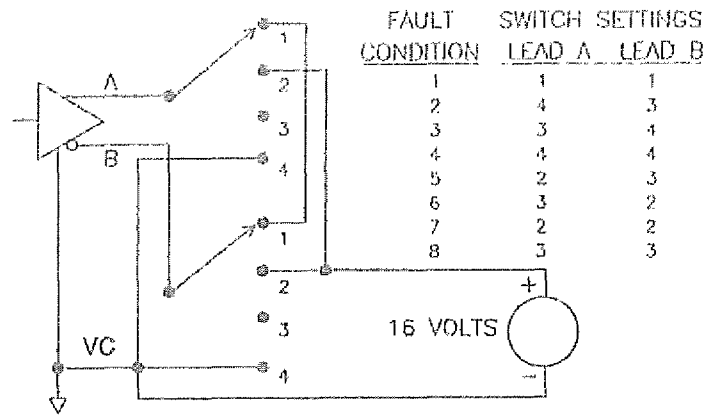 FAULT SWITCH SETTINGS
CONDITION LEAD A LEAD B
1 1 1
2 4 3
3 3 4
4 4 4
5 2 3
6 3 2
7 2 2
8 3 3
A
B
VC
1
2
3
4
1
2
3
4
+
16 VOLTS
-